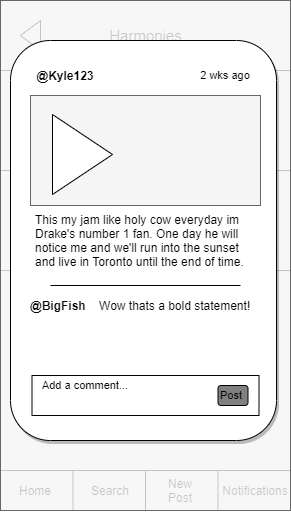 Harmonies
@Kyle123 2 wks ago
This my jam like holy cow everyday im
Drake's number 1 fan. One day he will
notice me and we'll run into the sunset
and live in Toronto until the end of time.
@BigFish Wow thats a bold statement!
Add a comment...
Post
Home Search New Post Notifications